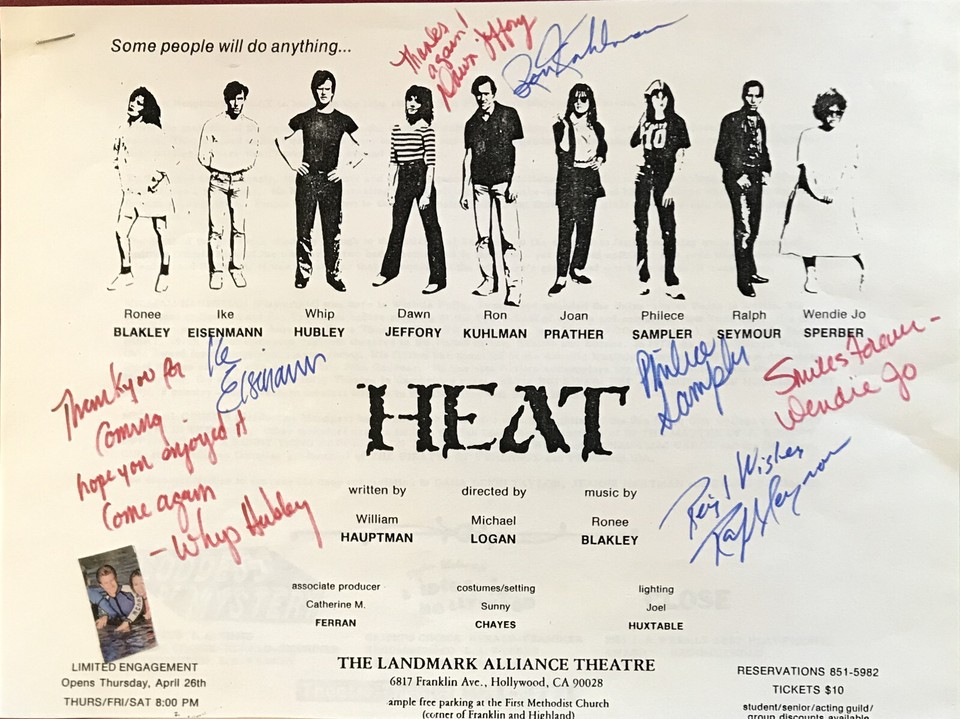 Some people will do anything...
Thanks
again!
Dawn Jeffory
Ron Kuhlman
10
Ronee Ike Whip Dawn Ron Joan Philece Ralph Wendie Jo
BLAKLEY EISENMANN HUBLEY JEFFORY KUHLMAN PRATHER SAMPLER SEYMOUR SPERBER
Ike
Eisenmann
Philece
Sampler
Smiles Forever -
Wendie Jo
Thankyou for
Coming
hope you enjoyed it
Come again
- Whip Hubley
HEAT
Wishes
Ralph Seymour
written by directed by music by
William Michael Ronee
HAUPTMAN LOGAN BLAKLEY
associate producer costumes/setting lighting
Catherine M. Sunny Joel
FERRAN CHAYES HUXTABLE
LIMITED ENGAGEMENT
Opens Thursday, April 26th
THURS/FRI/SAT 8:00 PM
THE LANDMARK ALLIANCE THEATRE
6817 Franklin Ave., Hollywood, CA 90028
ample free parking at the First Methodist Church
(corner of Franklin and Highland)
RESERVATIONS 851-5982
TICKETS $10
student/senior/acting guild/
group discounts available